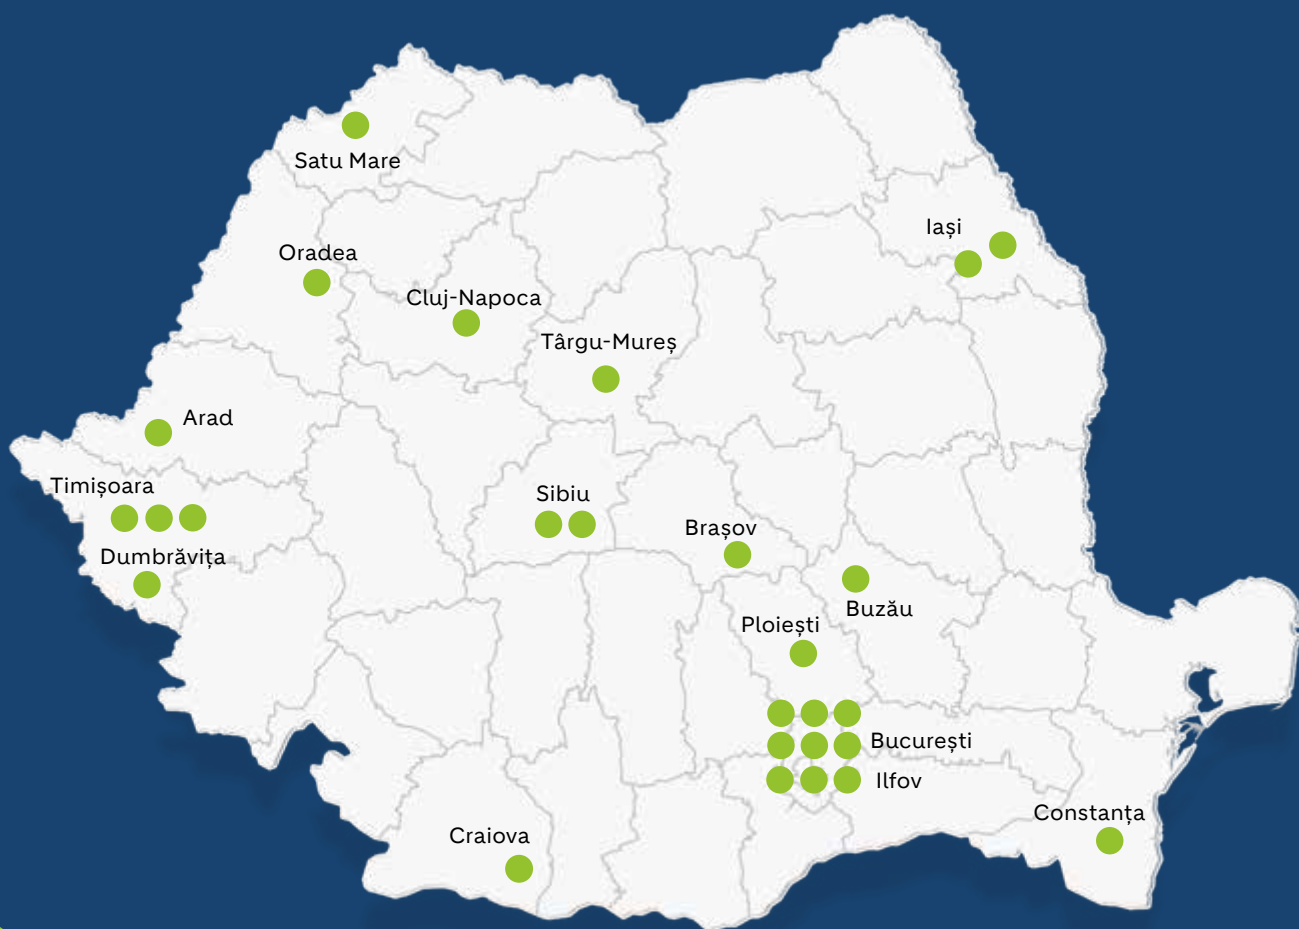 Satu Mare
Iași
Oradea
Cluj-Napoca
Târgu-Mureș
Arad
Timișoara
Sibiu
Brașov
Dumbrăvița
Buzău
Ploiești
București
Ilfov
Constanța
Craiova